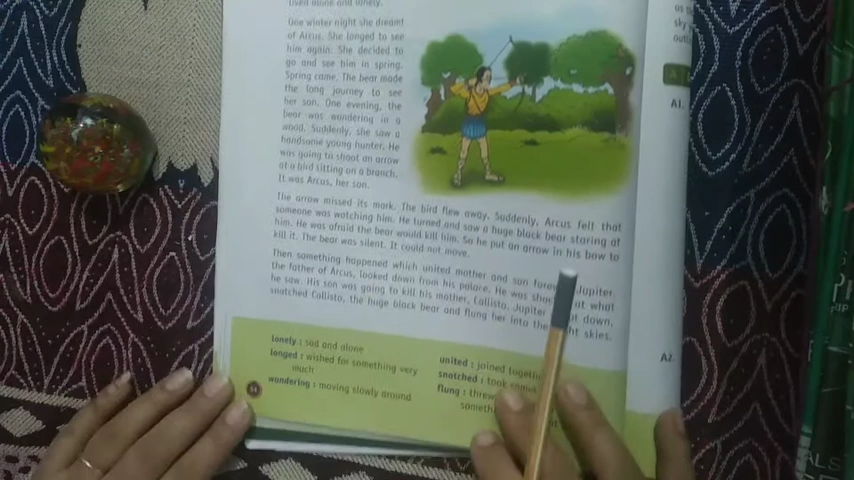 lived alone and lonely.
One winter night she dreamt
of Arcus. She longed to see
him again. She decided to
go and see him in spring.
Spring came. The bear made
the long journey to see
her son. One evening, the
bear was wandering in a
wood. Suddenly, she saw a
handsome young hunter. He
was going to shoot an arrow
at a bird sitting on a branch.
It was Arcus, her son.
The arrow missed its mark. The bird flew away. Suddenly, Arcus felt that
someone was watching him. He turned and saw a huge black bear staring at
him. He was afraid the bear would kill him. So he put an arrow in his bow to
kill it. The bear was silent. It could not move.
Then something happened which united mother and son Jupiter,
the father of Arcus, looked down from his palace. He was at what
he saw. His son was going to kill his mother, Callisto. Jupiter down,
snatched Callisto, the huge black bear and flung her into the skies.
lonely : sad and alone
longed : wished for something very
much
wandering : moving slowly around
united : joined together
snatched : took
flung : threw
as
sky
A1.
A2.